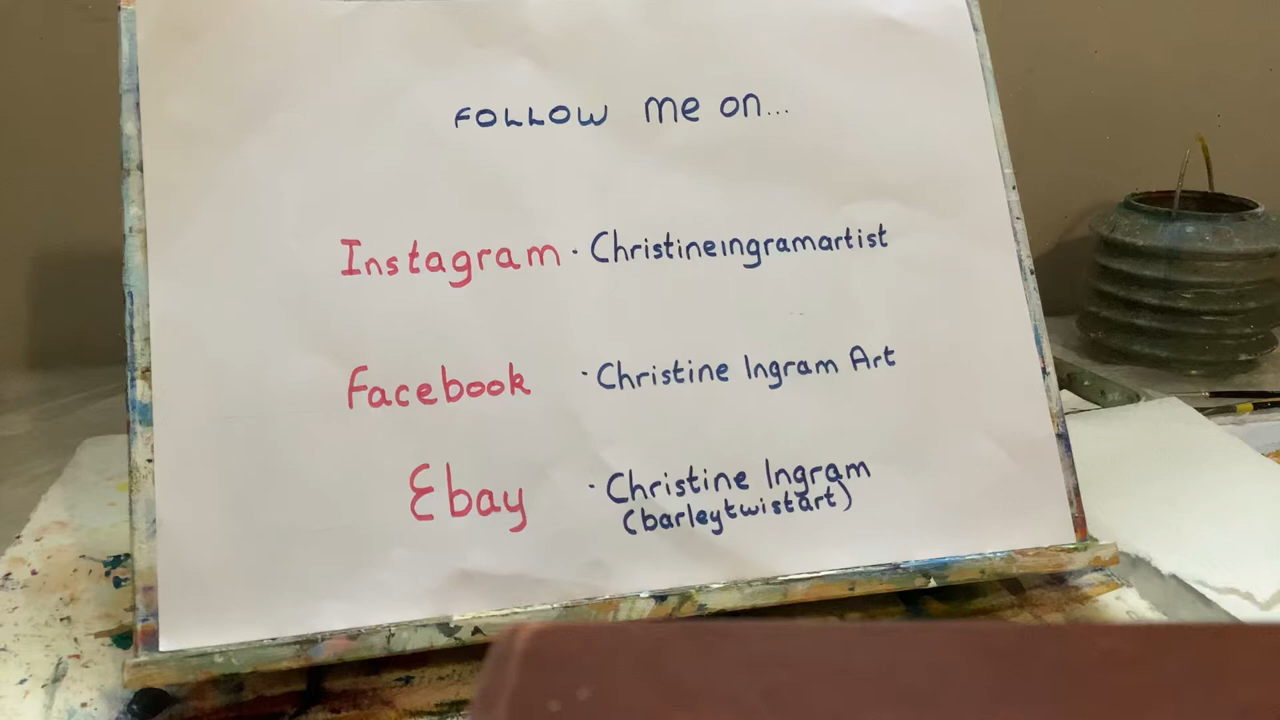 FOLLOW me on...
Instagram · Christineingramartist
Facebook · Christine Ingram Art
Ebay · Christine Ingram
(barleytwistart)